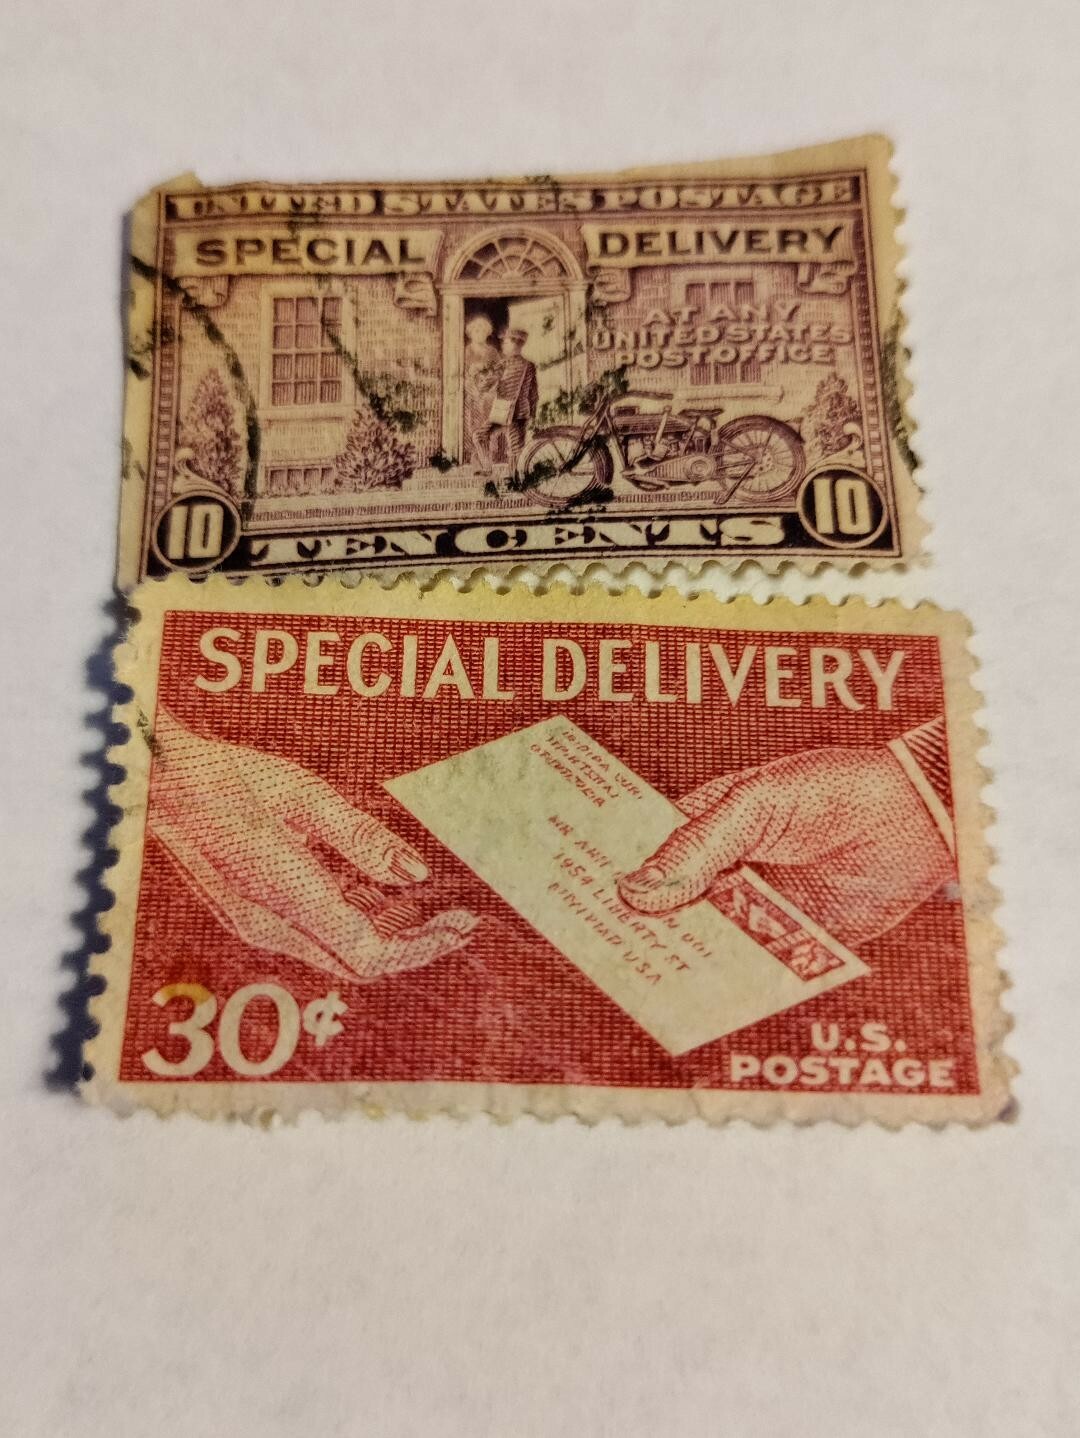 UNITED STATES POSTAGE
SPECIAL DELIVERY
AT ANY
UNITED STATES
POST OFFICE
10 10
TEN CENTS
SPECIAL DELIVERY
1954 LIBERTY ST
USA
30¢
U.S.
POSTAGE